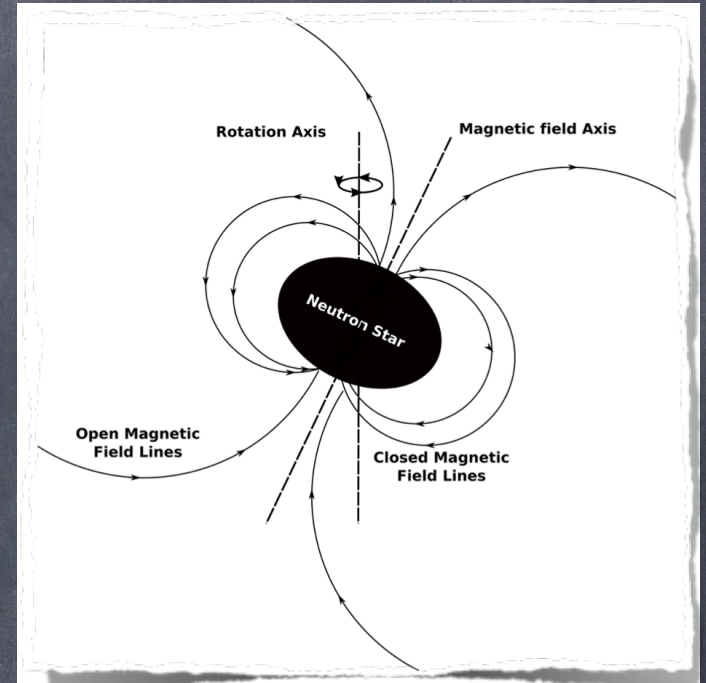 Rotation Axis
Magnetic field Axis
Neutron Star
Open Magnetic
Field Lines
Closed Magnetic
Field Lines